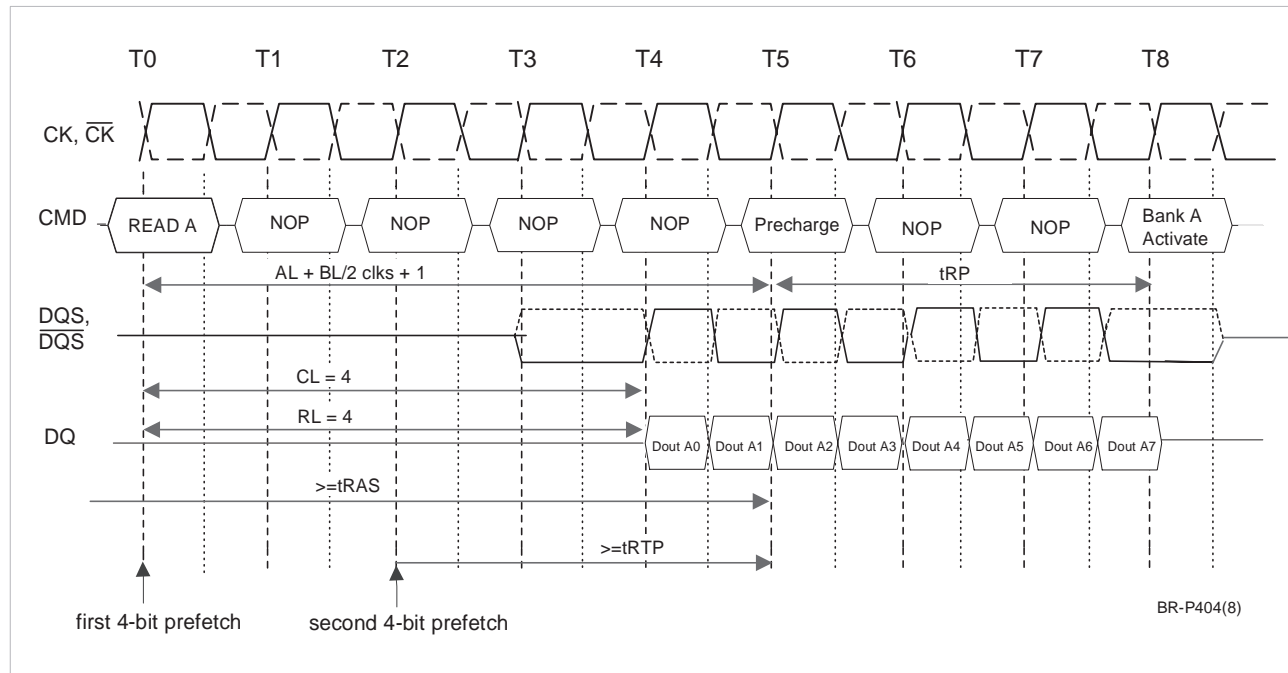 T0 T1 T2 T3 T4 T5 T6 T7 T8
CK, C̅K̅
CMD READ A NOP NOP NOP NOP Precharge NOP NOP Bank A Activate
AL + BL/2 clks + 1 tRP
DQS,
D̅Q̅S̅
CL = 4
RL = 4
DQ Dout A0 Dout A1 Dout A2 Dout A3 Dout A4 Dout A5 Dout A6 Dout A7
>=tRAS
>=tRTP
first 4-bit prefetch second 4-bit prefetch
BR-P404(8)